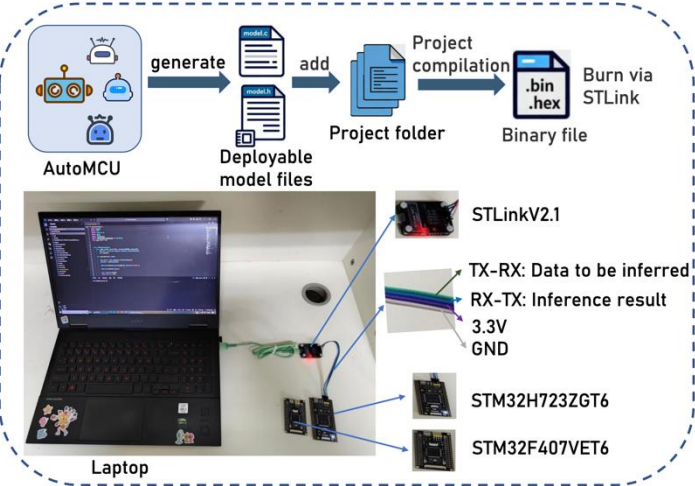 model.c
model.h
generate
add
Project
compilation
.bin
.hex
Burn via
STLink
AutoMCU
Deployable
model files
Project folder
Binary file
STLinkV2.1
TX-RX: Data to be inferred
RX-TX: Inference result
3.3V
GND
STM32H723ZGT6
STM32F407VET6
Laptop